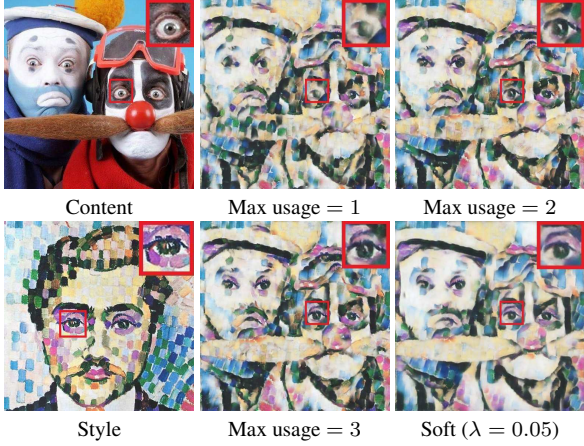 Content
Max usage = 1
Max usage = 2
Style
Max usage = 3
Soft (λ = 0.05)